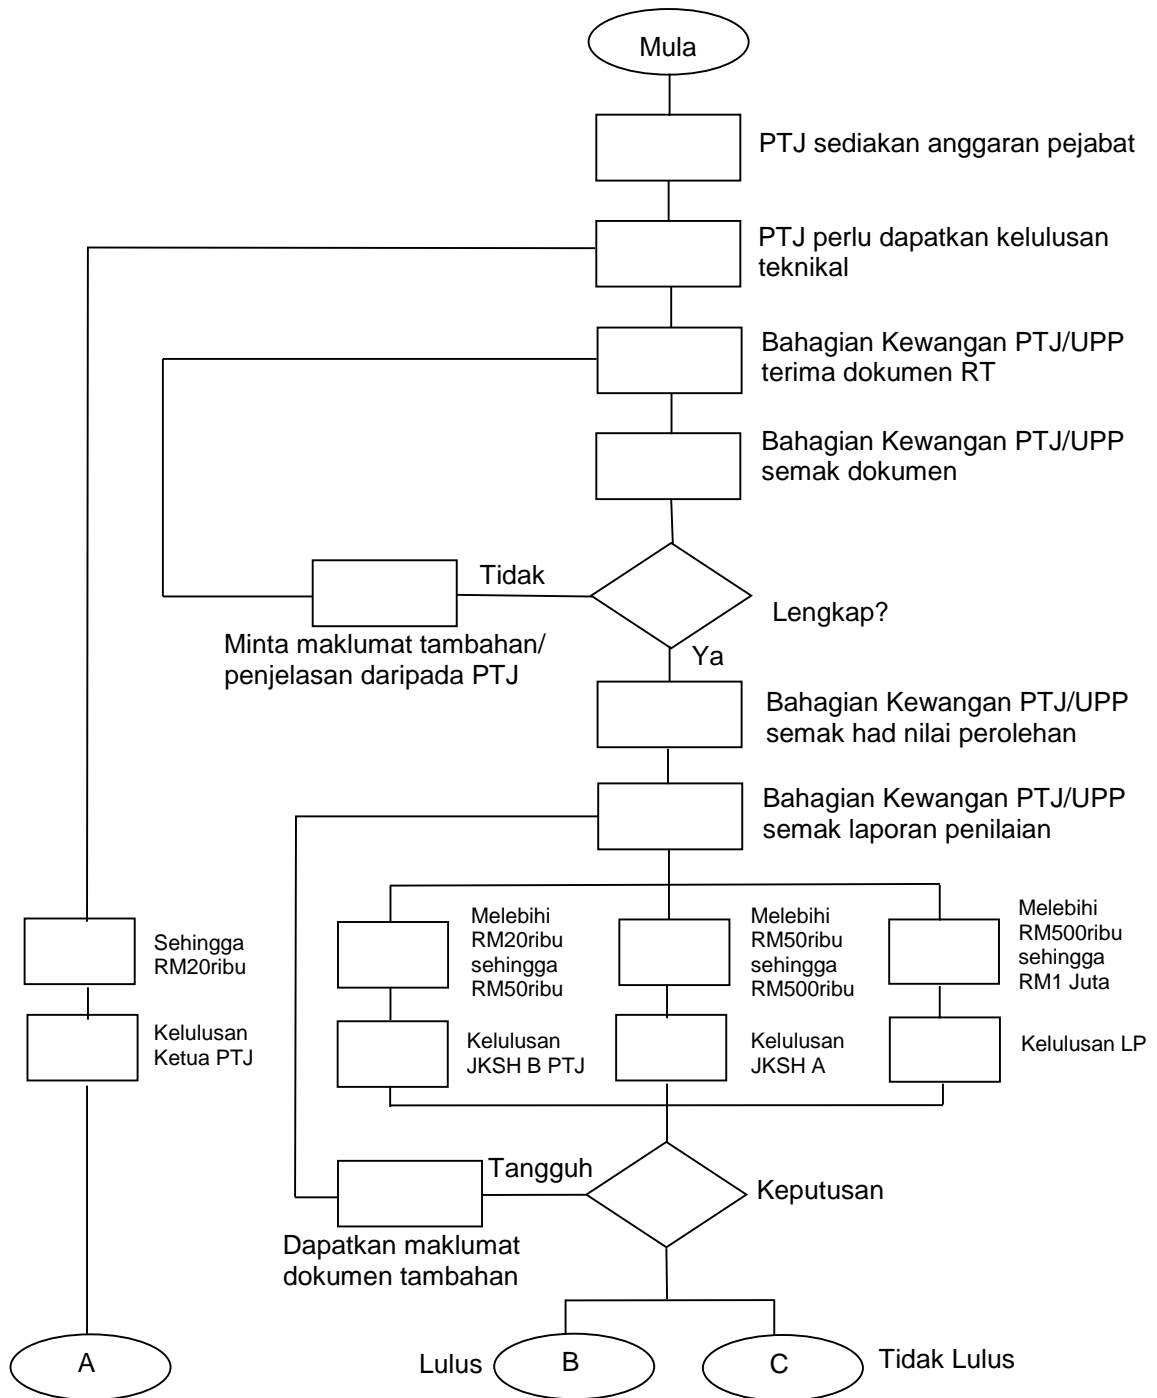 Mula
PTJ sediakan anggaran pejabat
PTJ perlu dapatkan kelulusan
teknikal
Bahagian Kewangan PTJ/UPP
terima dokumen RT
Bahagian Kewangan PTJ/UPP
semak dokumen
Tidak
Lengkap?
Minta maklumat tambahan/
penjelasan daripada PTJ
Ya
Bahagian Kewangan PTJ/UPP
semak had nilai perolehan
Bahagian Kewangan PTJ/UPP
semak laporan penilaian
Sehingga
RM20ribu
Melebihi
RM20ribu
sehingga
RM50ribu
Melebihi
RM50ribu
sehingga
RM500ribu
Melebihi
RM500ribu
sehingga
RM1 Juta
Kelulusan
Ketua PTJ
Kelulusan
JKSH B PTJ
Kelulusan
JKSH A
Kelulusan LP
Tangguh
Keputusan
Dapatkan maklumat
dokumen tambahan
A
Lulus
B
C
Tidak Lulus